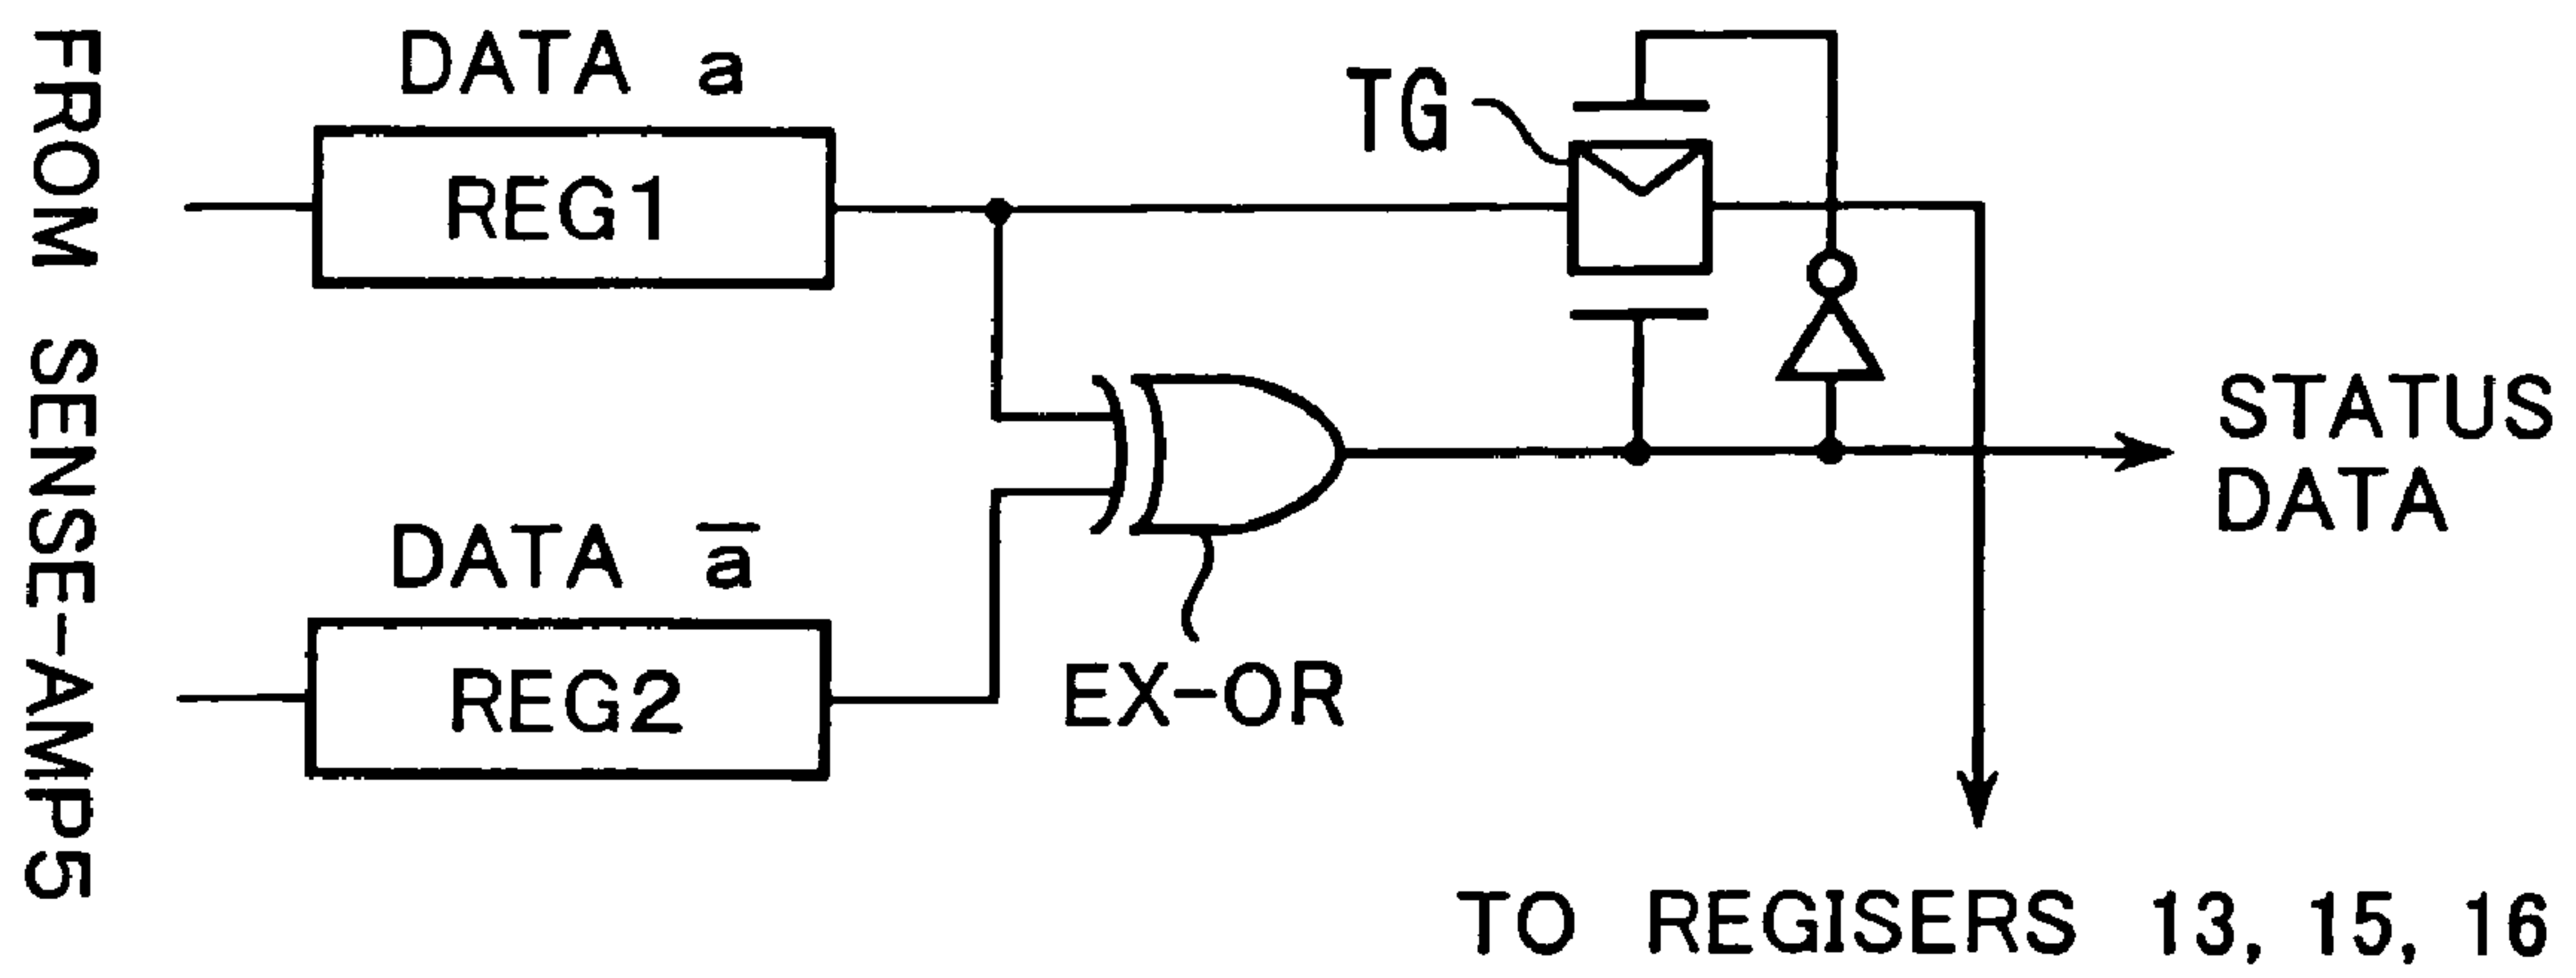 FROM SENSE-AMP5
DATA a
REG1
TG
DATA a̅
REG2
EX-OR
STATUS
DATA
TO REGISERS 13, 15, 16